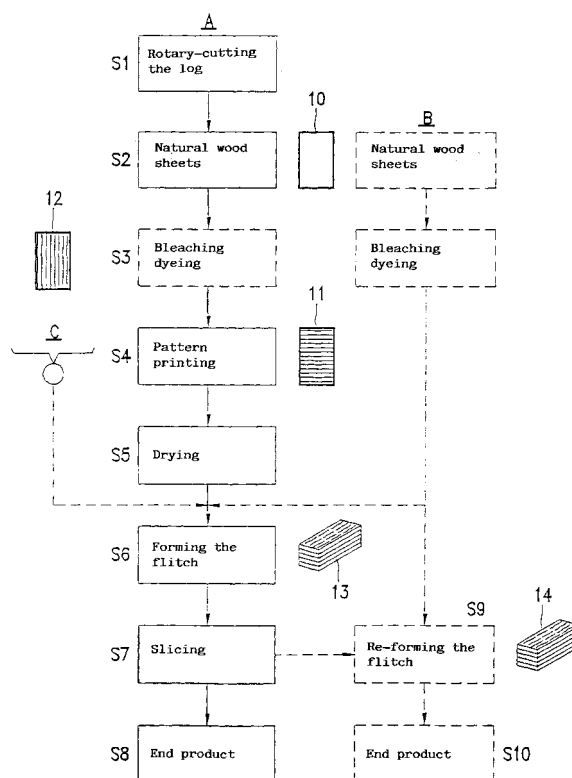 A
S1
Rotary-cutting
the log
10
B
S2
Natural wood
sheets
Natural wood
sheets
12
S3
Bleaching
dyeing
Bleaching
dyeing
11
C
S4
Pattern
printing
S5
Drying
S6
Forming the
flitch
13
S9
14
S7
Slicing
Re-forming the
flitch
S8
End product
End product
S10